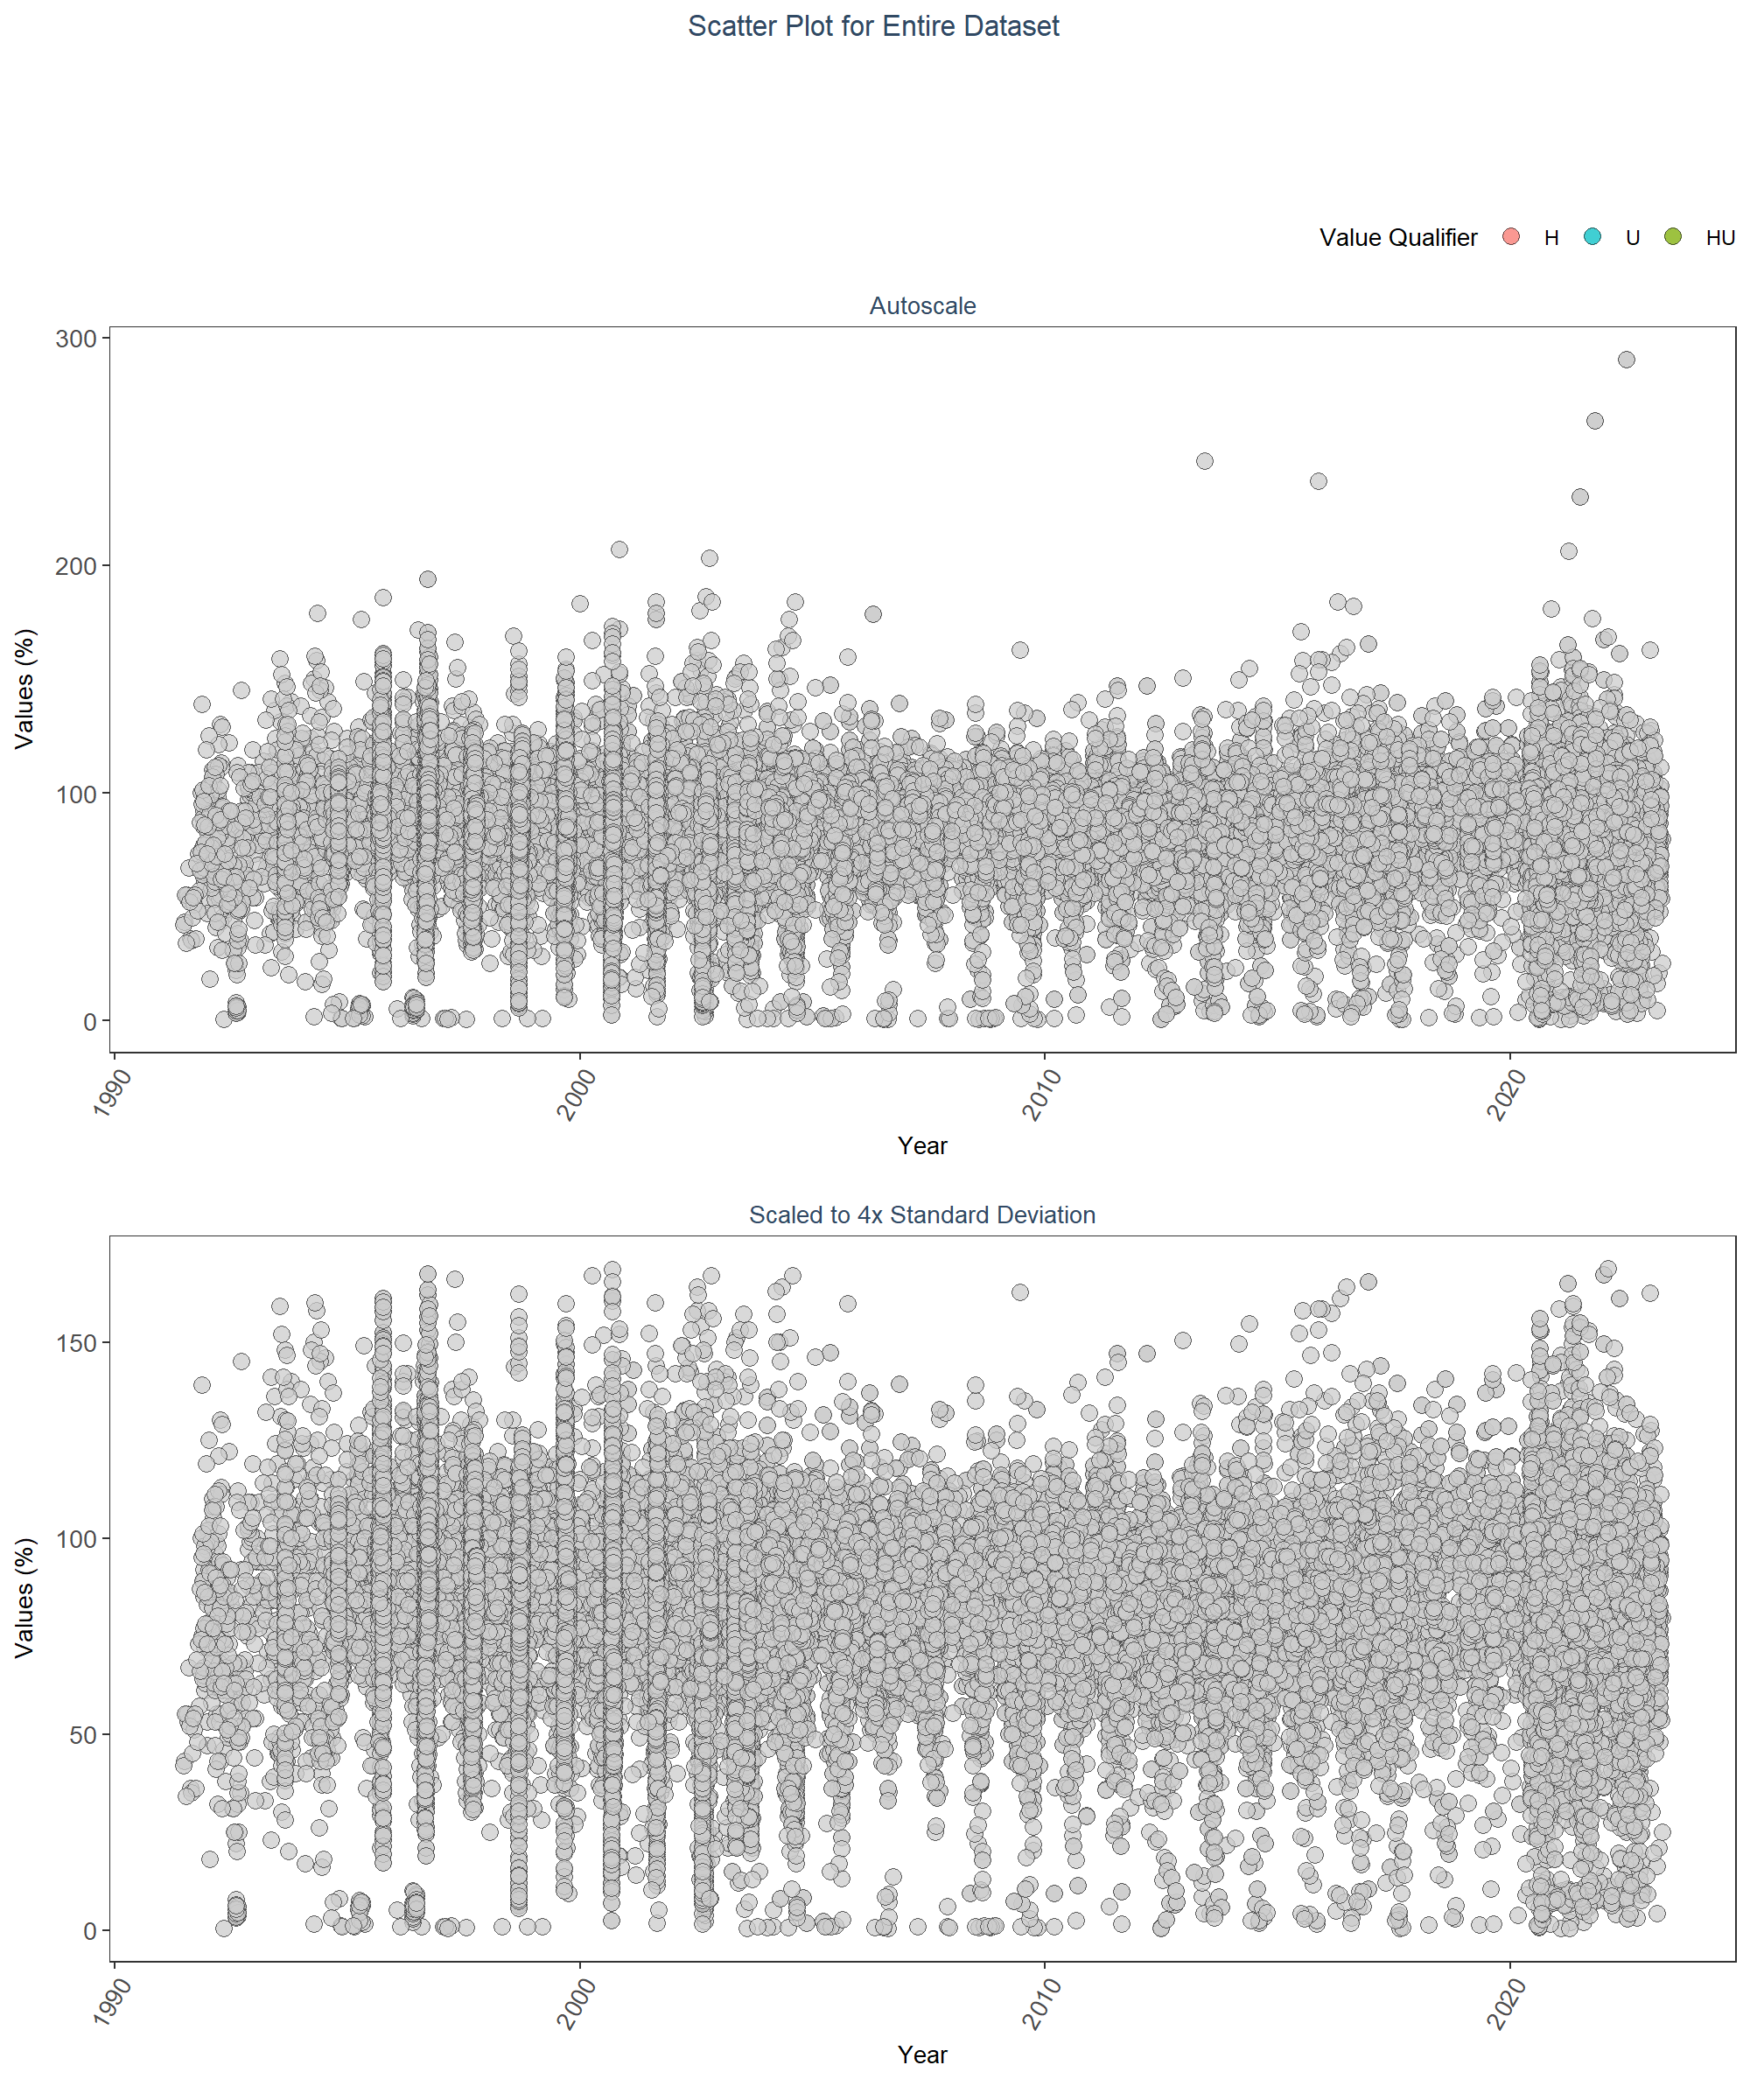 Scatter Plot for Entire Dataset
Value Qualifier H U HU
Autoscale
300
200
100
0
Values (%)
1990 2000 2010 2020
Year
Scaled to 4x Standard Deviation
150
100
50
0
Values (%)
1990 2000 2010 2020
Year